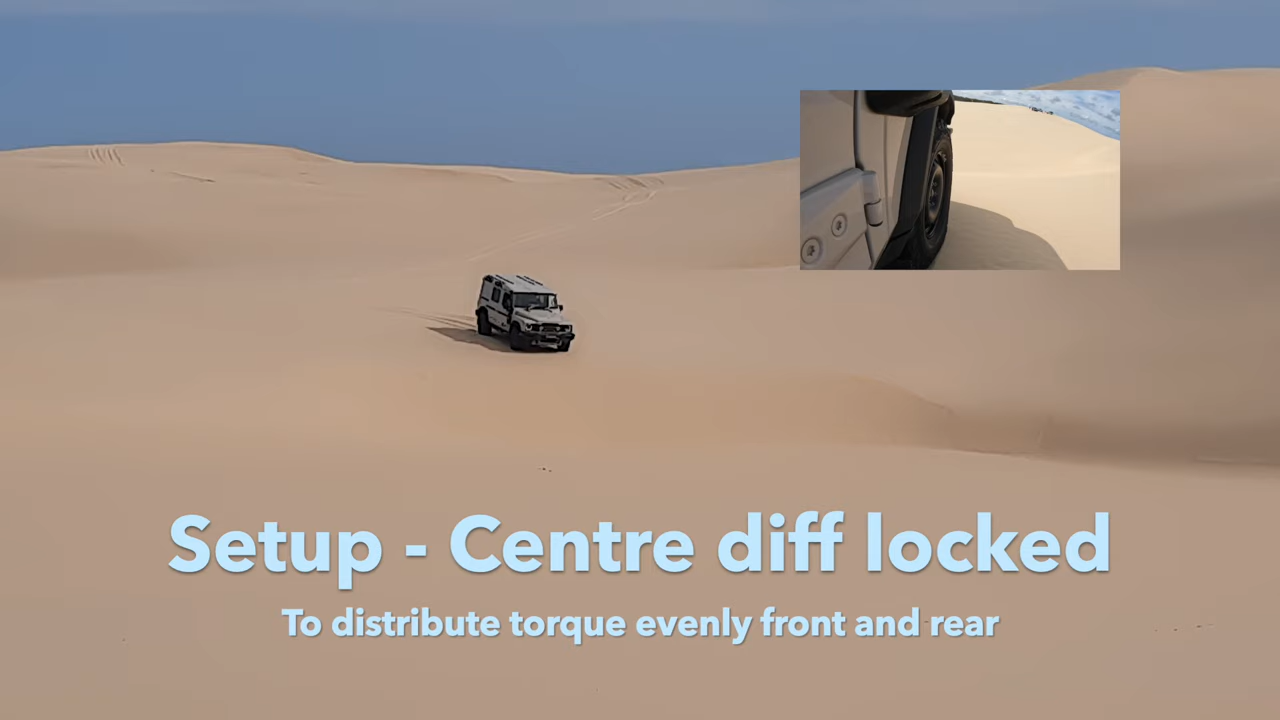 Setup - Centre diff locked
To distribute torque evenly front and rear